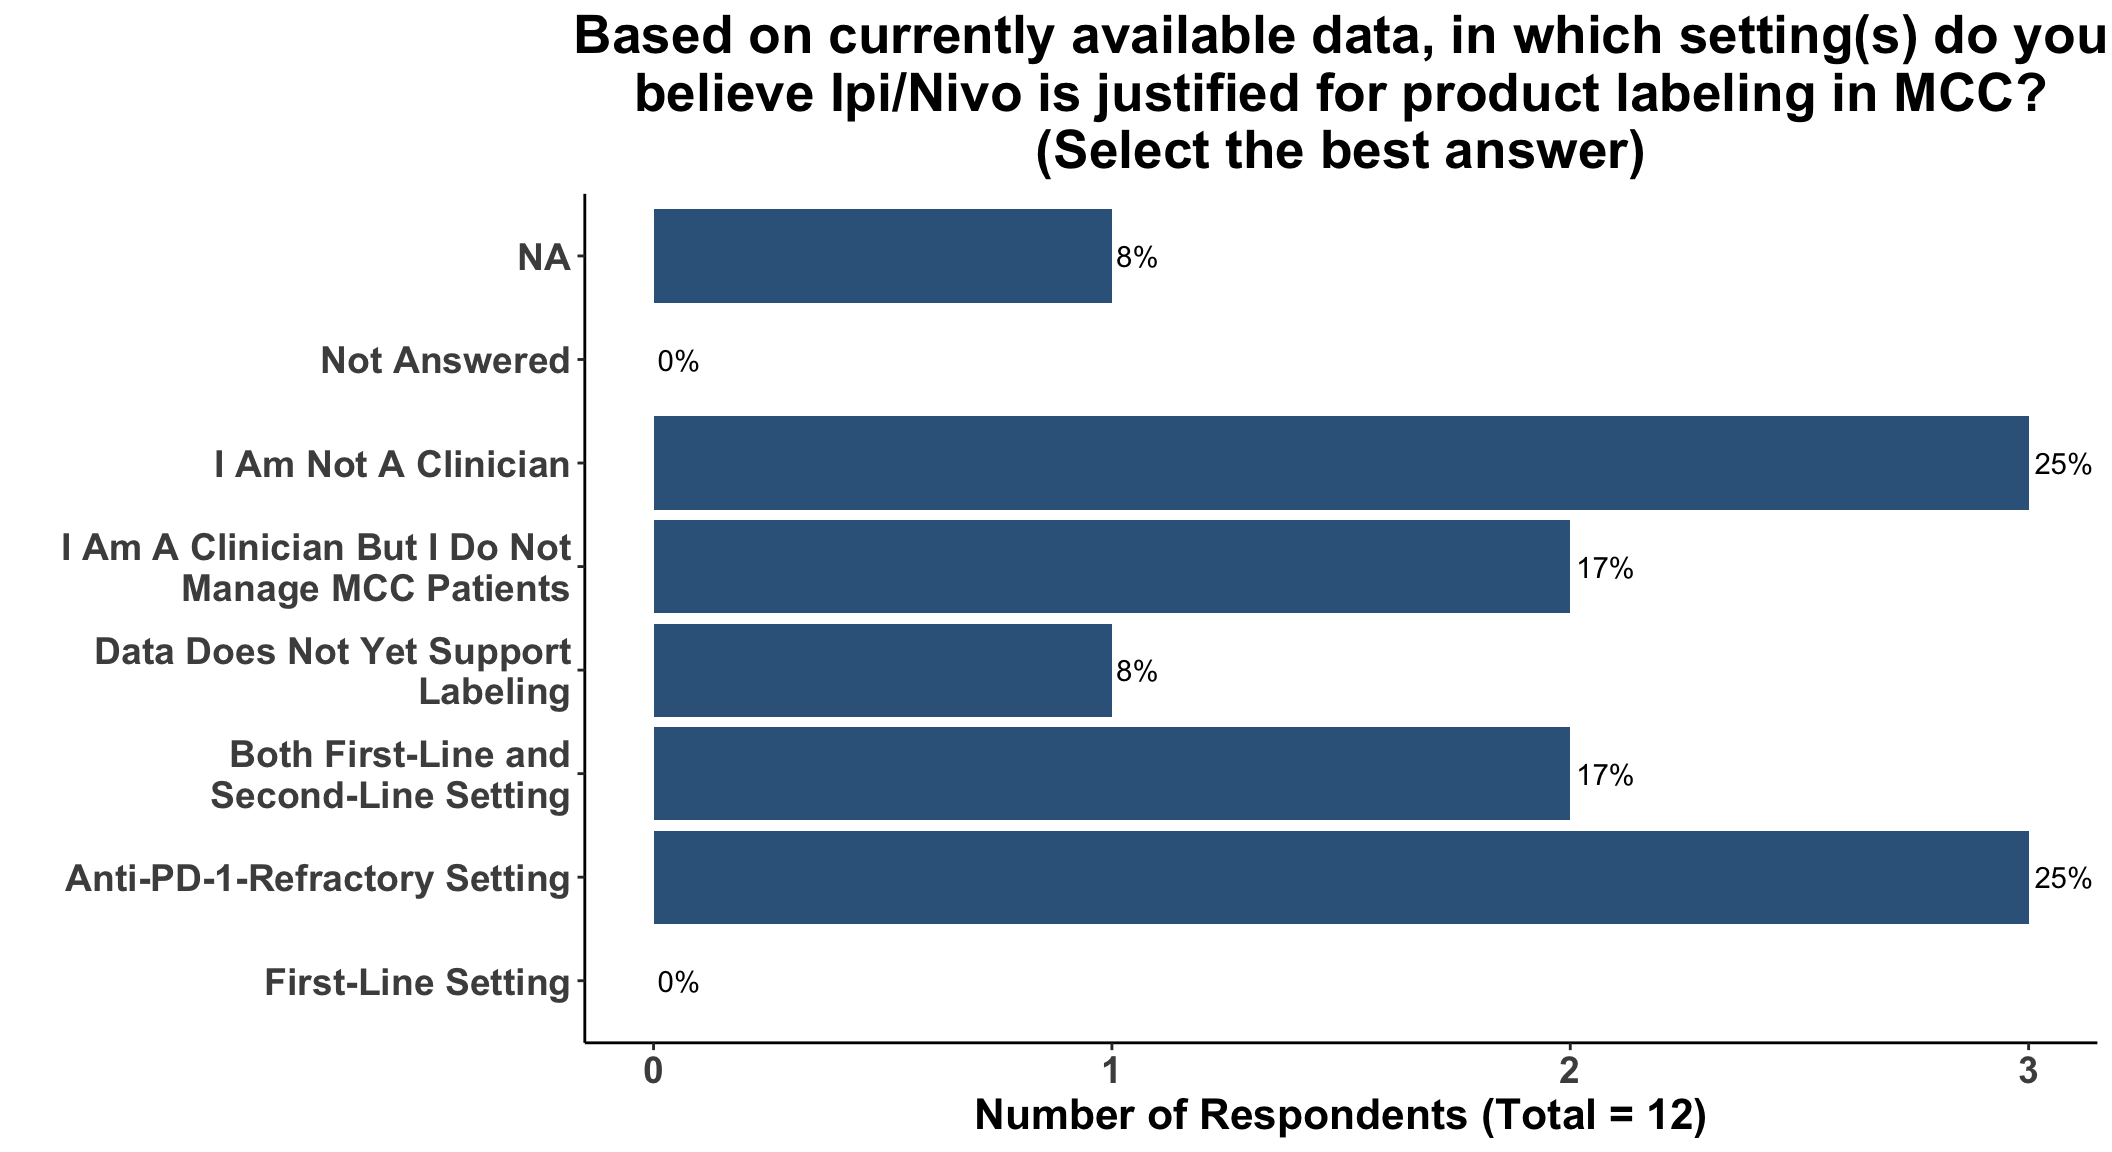 Based on currently available data, in which setting(s) do you
believe Ipi/Nivo is justified for product labeling in MCC?
(Select the best answer)
NA
8%
Not Answered
0%
I Am Not A Clinician
25%
I Am A Clinician But I Do Not
Manage MCC Patients
17%
Data Does Not Yet Support
Labeling
8%
Both First-Line and
Second-Line Setting
17%
Anti-PD-1-Refractory Setting
25%
First-Line Setting
0%
0 1 2 3
Number of Respondents (Total = 12)